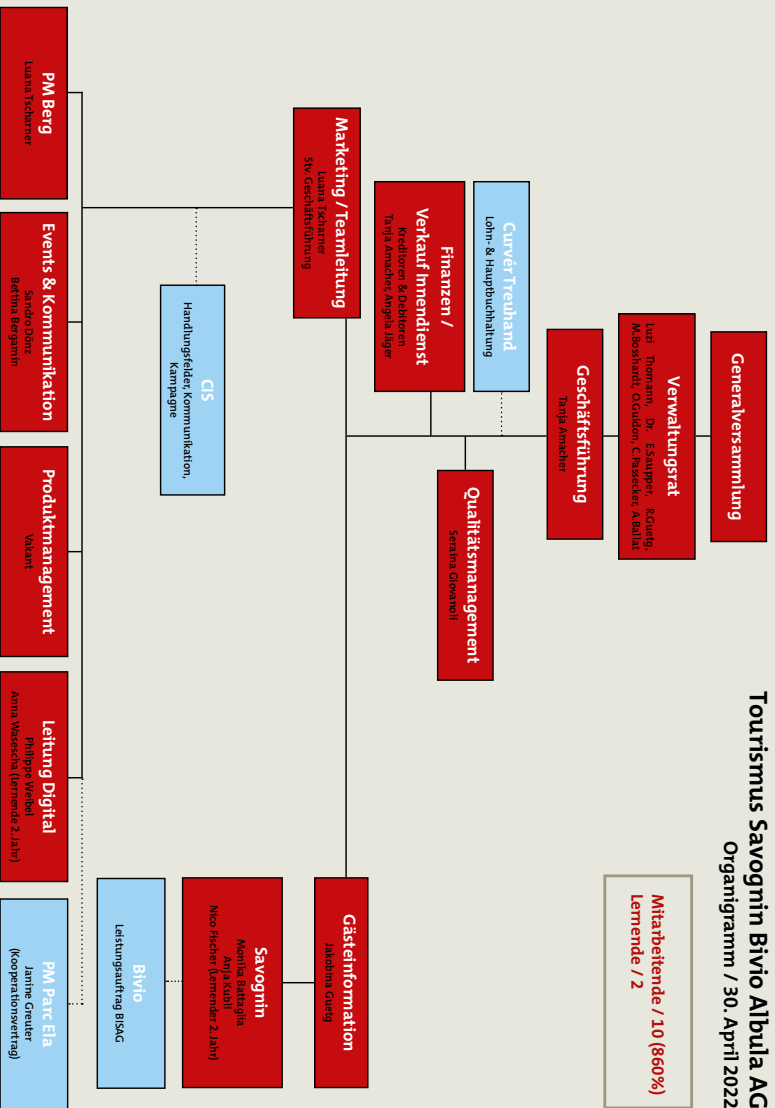 Tourismus Savognin Bivio Albula AG
Organigramm / 30. April 2022
Mitarbeitende / 10 (860%)
Lernende / 2
Generalversammlung
Verwaltungsrat
Luzi Thomann, Dr. E.Saupper, R.Guetg,
M.Bosshardt, O.Guidon, C.Passecker, A.Ballat
Geschäftsführung
Tanja Amacher
Curvér Treuhand
Lohn- & Hauptbuchhaltung
Qualitätsmanagement
Seraina Giovanoli
Finanzen /
Verkauf Innendienst
Kreditoren & Debitoren
Tanja Amacher, Angela Jäger
Marketing / Teamleitung
Luana Tscharner
Stv. Geschäftsführung
Gästeinformation
Jakobina Guetg
CIS
Handlungsfelder, Kommunikation,
Kampagne
Savognin
Monika Battaglia
Anja Kübli
Nico Fischer (Lernender 2. Jahr)
Bivio
Leistungsauftrag BISAG
PM Berg
Luana Tscharner
Events & Kommunikation
Sandro Dönz
Bettina Bergamin
Produktmanagement
Vakant
Leitung Digital
Philippe Weibel
Anna Wasescha (Lernende 2. Jahr)
PM Parc Ela
Janine Greuter
(Kooperationsvertrag)